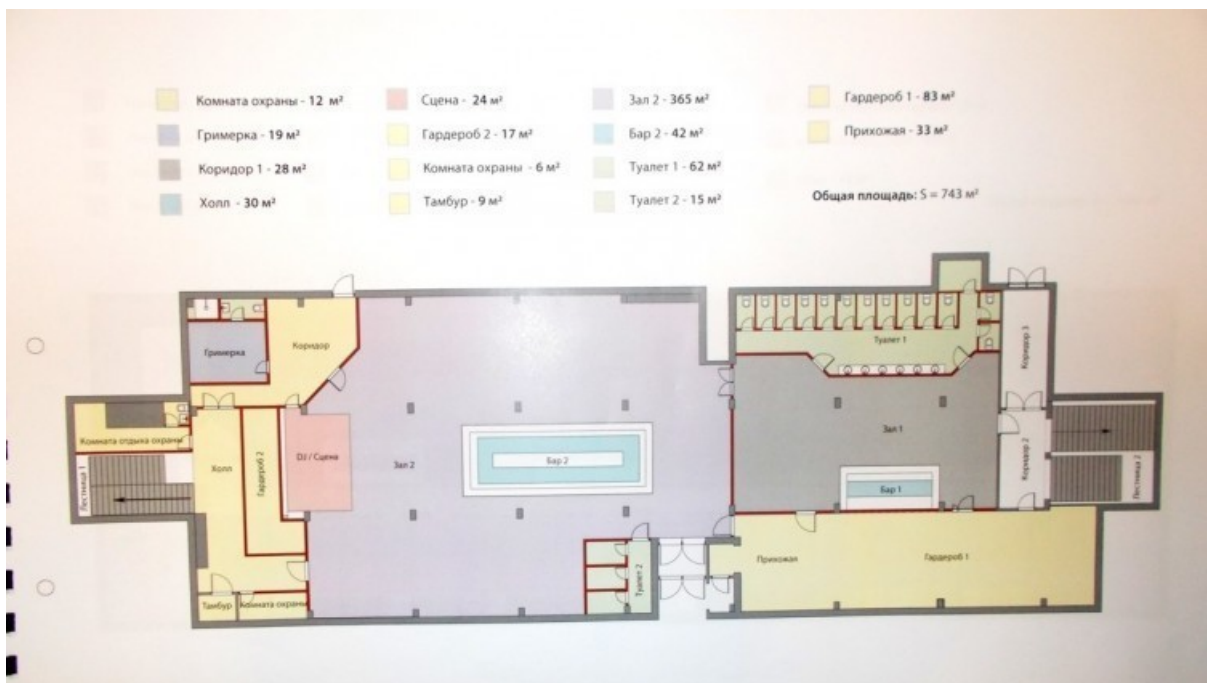 Комната охраны - 12 м²
Гримерка - 19 м²
Коридор 1 - 28 м²
Холл - 30 м²
Сцена - 24 м²
Гардероб 2 - 17 м²
Комната охраны - 6 м²
Тамбур - 9 м²
Зал 2 - 365 м²
Бар 2 - 42 м²
Туалет 1 - 62 м²
Туалет 2 - 15 м²
Гардероб 1 - 83 м²
Прихожая - 33 м²
Общая площадь: S = 743 м²
Гримерка
Коридор
Туалет 1
Коридор 3
Комната отдыха охраны
Лестница 1
Холл
Гардероб 2
DJ / Сцена
Зал 2
Бар 2
Зал 1
Бар 1
Коридор 2
Лестница 2
Тамбур
Комната охраны
Туалет 2
Прихожая
Гардероб 1